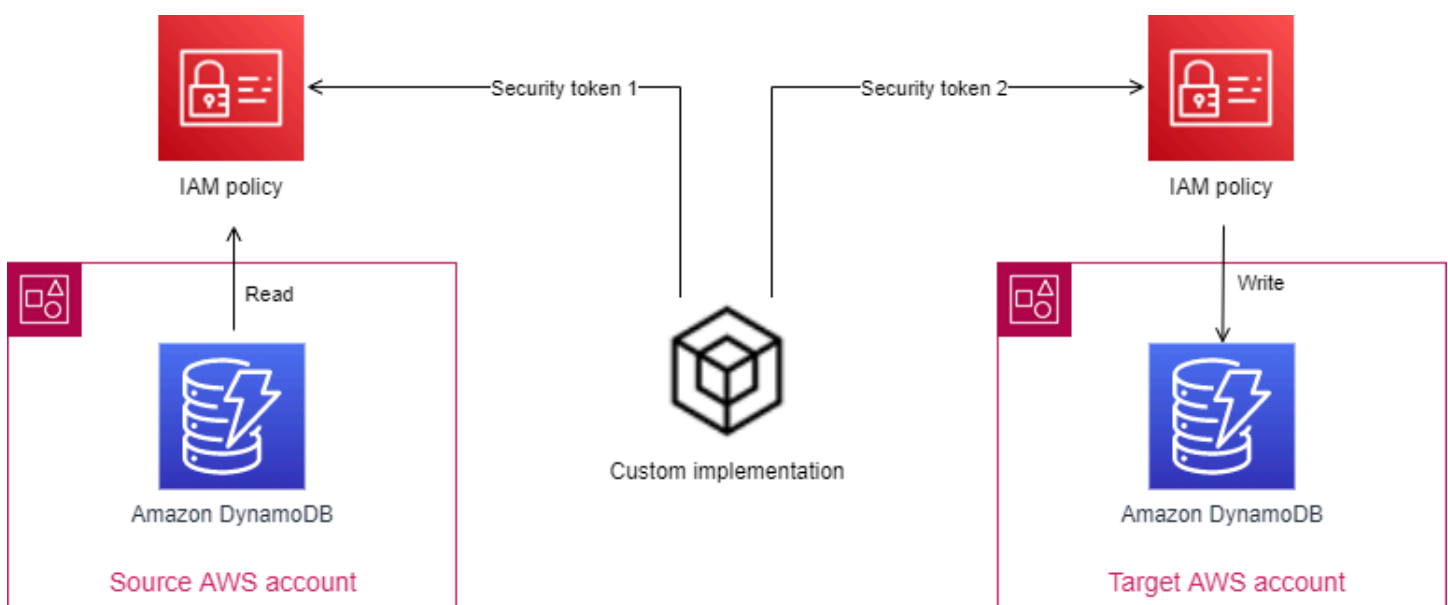 Security token 1
Security token 2
IAM policy
IAM policy
Read
Write
Custom implementation
Amazon DynamoDB
Amazon DynamoDB
Source AWS account
Target AWS account